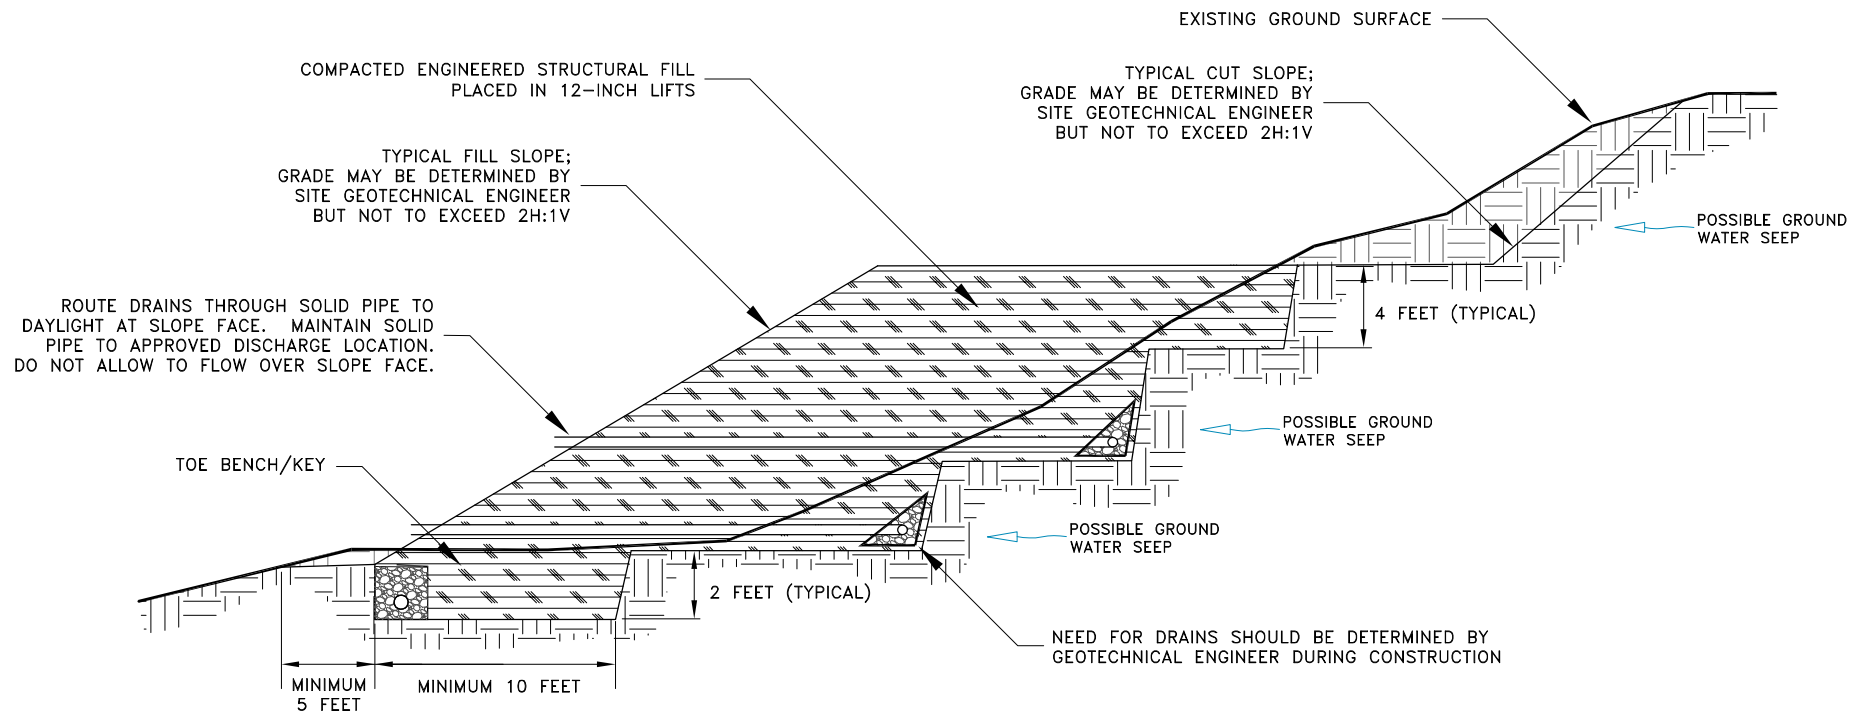 EXISTING GROUND SURFACE
COMPACTED ENGINEERED STRUCTURAL FILL
PLACED IN 12-INCH LIFTS
TYPICAL CUT SLOPE;
GRADE MAY BE DETERMINED BY
SITE GEOTECHNICAL ENGINEER
BUT NOT TO EXCEED 2H:1V
TYPICAL FILL SLOPE;
GRADE MAY BE DETERMINED BY
SITE GEOTECHNICAL ENGINEER
BUT NOT TO EXCEED 2H:1V
POSSIBLE GROUND
WATER SEEP
ROUTE DRAINS THROUGH SOLID PIPE TO
DAYLIGHT AT SLOPE FACE. MAINTAIN SOLID
PIPE TO APPROVED DISCHARGE LOCATION.
DO NOT ALLOW TO FLOW OVER SLOPE FACE.
4 FEET (TYPICAL)
POSSIBLE GROUND
WATER SEEP
TOE BENCH/KEY
POSSIBLE GROUND
WATER SEEP
2 FEET (TYPICAL)
NEED FOR DRAINS SHOULD BE DETERMINED BY
GEOTECHNICAL ENGINEER DURING CONSTRUCTION
MINIMUM
5 FEET
MINIMUM 10 FEET